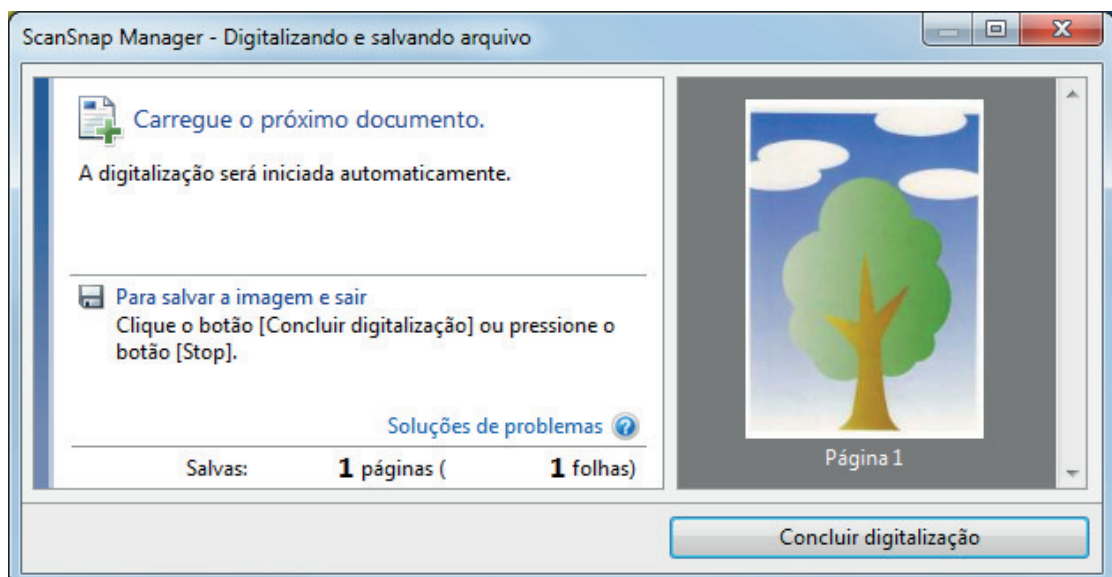 ScanSnap Manager - Digitalizando e salvando arquivo
Carregue o próximo documento.
A digitalização será iniciada automaticamente.
Para salvar a imagem e sair
Clique o botão [Concluir digitalização] ou pressione o
botão [Stop].
Soluções de problemas
Salvas: 1 páginas ( 1 folhas)
Página 1
Concluir digitalização